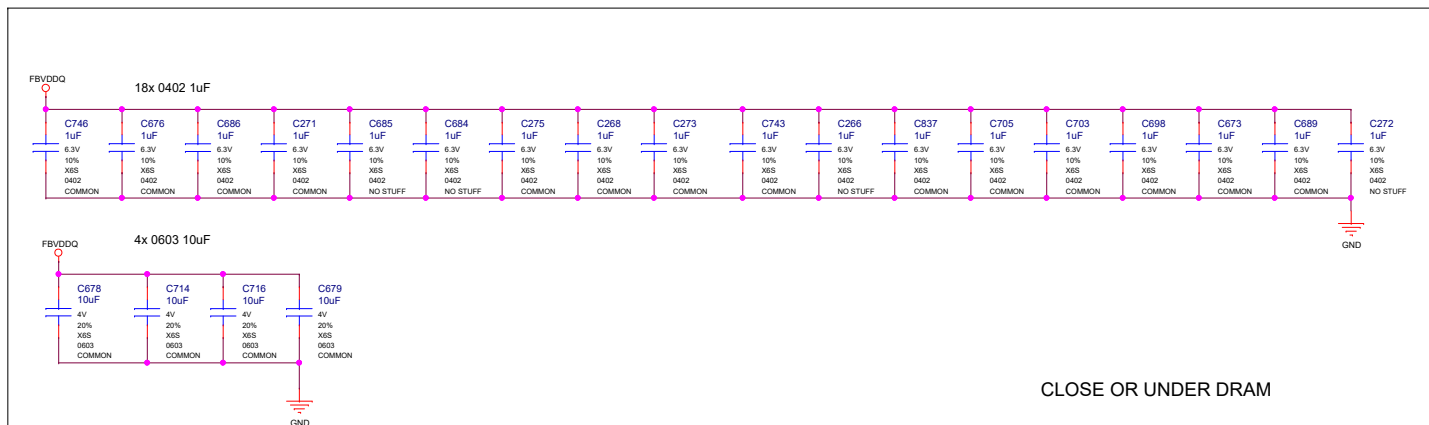 FBVDDQ
18x 0402 1uF
C746
1uF
6.3V
10%
X6S
0402
COMMON
C676
1uF
6.3V
10%
X6S
0402
COMMON
C686
1uF
6.3V
10%
X6S
0402
COMMON
C271
1uF
6.3V
10%
X6S
0402
COMMON
C685
1uF
6.3V
10%
X6S
0402
NO STUFF
C684
1uF
6.3V
10%
X6S
0402
NO STUFF
C275
1uF
6.3V
10%
X6S
0402
COMMON
C268
1uF
6.3V
10%
X6S
0402
COMMON
C273
1uF
6.3V
10%
X6S
0402
COMMON
C743
1uF
6.3V
10%
X6S
0402
COMMON
C266
1uF
6.3V
10%
X6S
0402
NO STUFF
C837
1uF
6.3V
10%
X6S
0402
COMMON
C705
1uF
6.3V
10%
X6S
0402
COMMON
C703
1uF
6.3V
10%
X6S
0402
COMMON
C698
1uF
6.3V
10%
X6S
0402
COMMON
C673
1uF
6.3V
10%
X6S
0402
COMMON
C689
1uF
6.3V
10%
X6S
0402
COMMON
C272
1uF
6.3V
10%
X6S
0402
NO STUFF
GND
FBVDDQ
4x 0603 10uF
C678
10uF
4V
20%
X6S
0603
COMMON
C714
10uF
4V
20%
X6S
0603
COMMON
C716
10uF
4V
20%
X6S
0603
COMMON
C679
10uF
4V
20%
X6S
0603
COMMON
GND
CLOSE OR UNDER DRAM